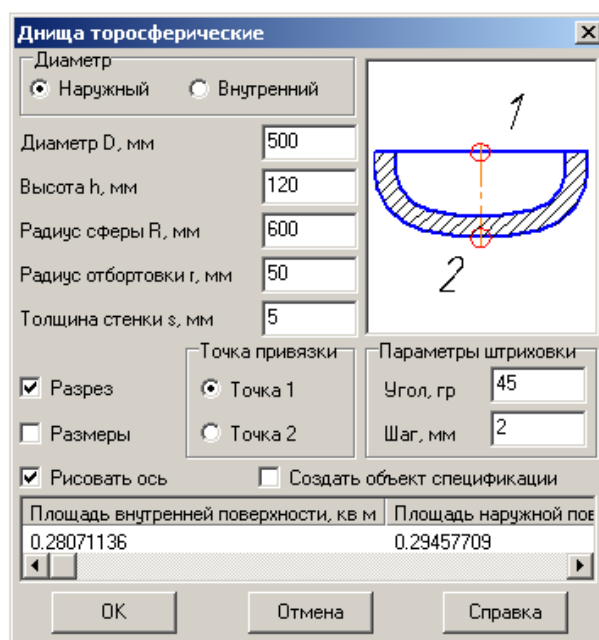 Днища торосферические
Диаметр
Наружный Внутренний
Диаметр D, мм 500
Высота h, мм 120
Радиус сферы R, мм 600
Радиус отбортовки r, мм 50
Толщина стенки s, мм 5
1
2
Точка привязки Параметры штриховки
Разрез Точка 1 Угол, гр 45
Размеры Точка 2 Шаг, мм 2
Рисовать ось Создать объект спецификации
Площадь внутренней поверхности, кв м Площадь наружной пов
0.28071136 0.29457709
OK Отмена Справка